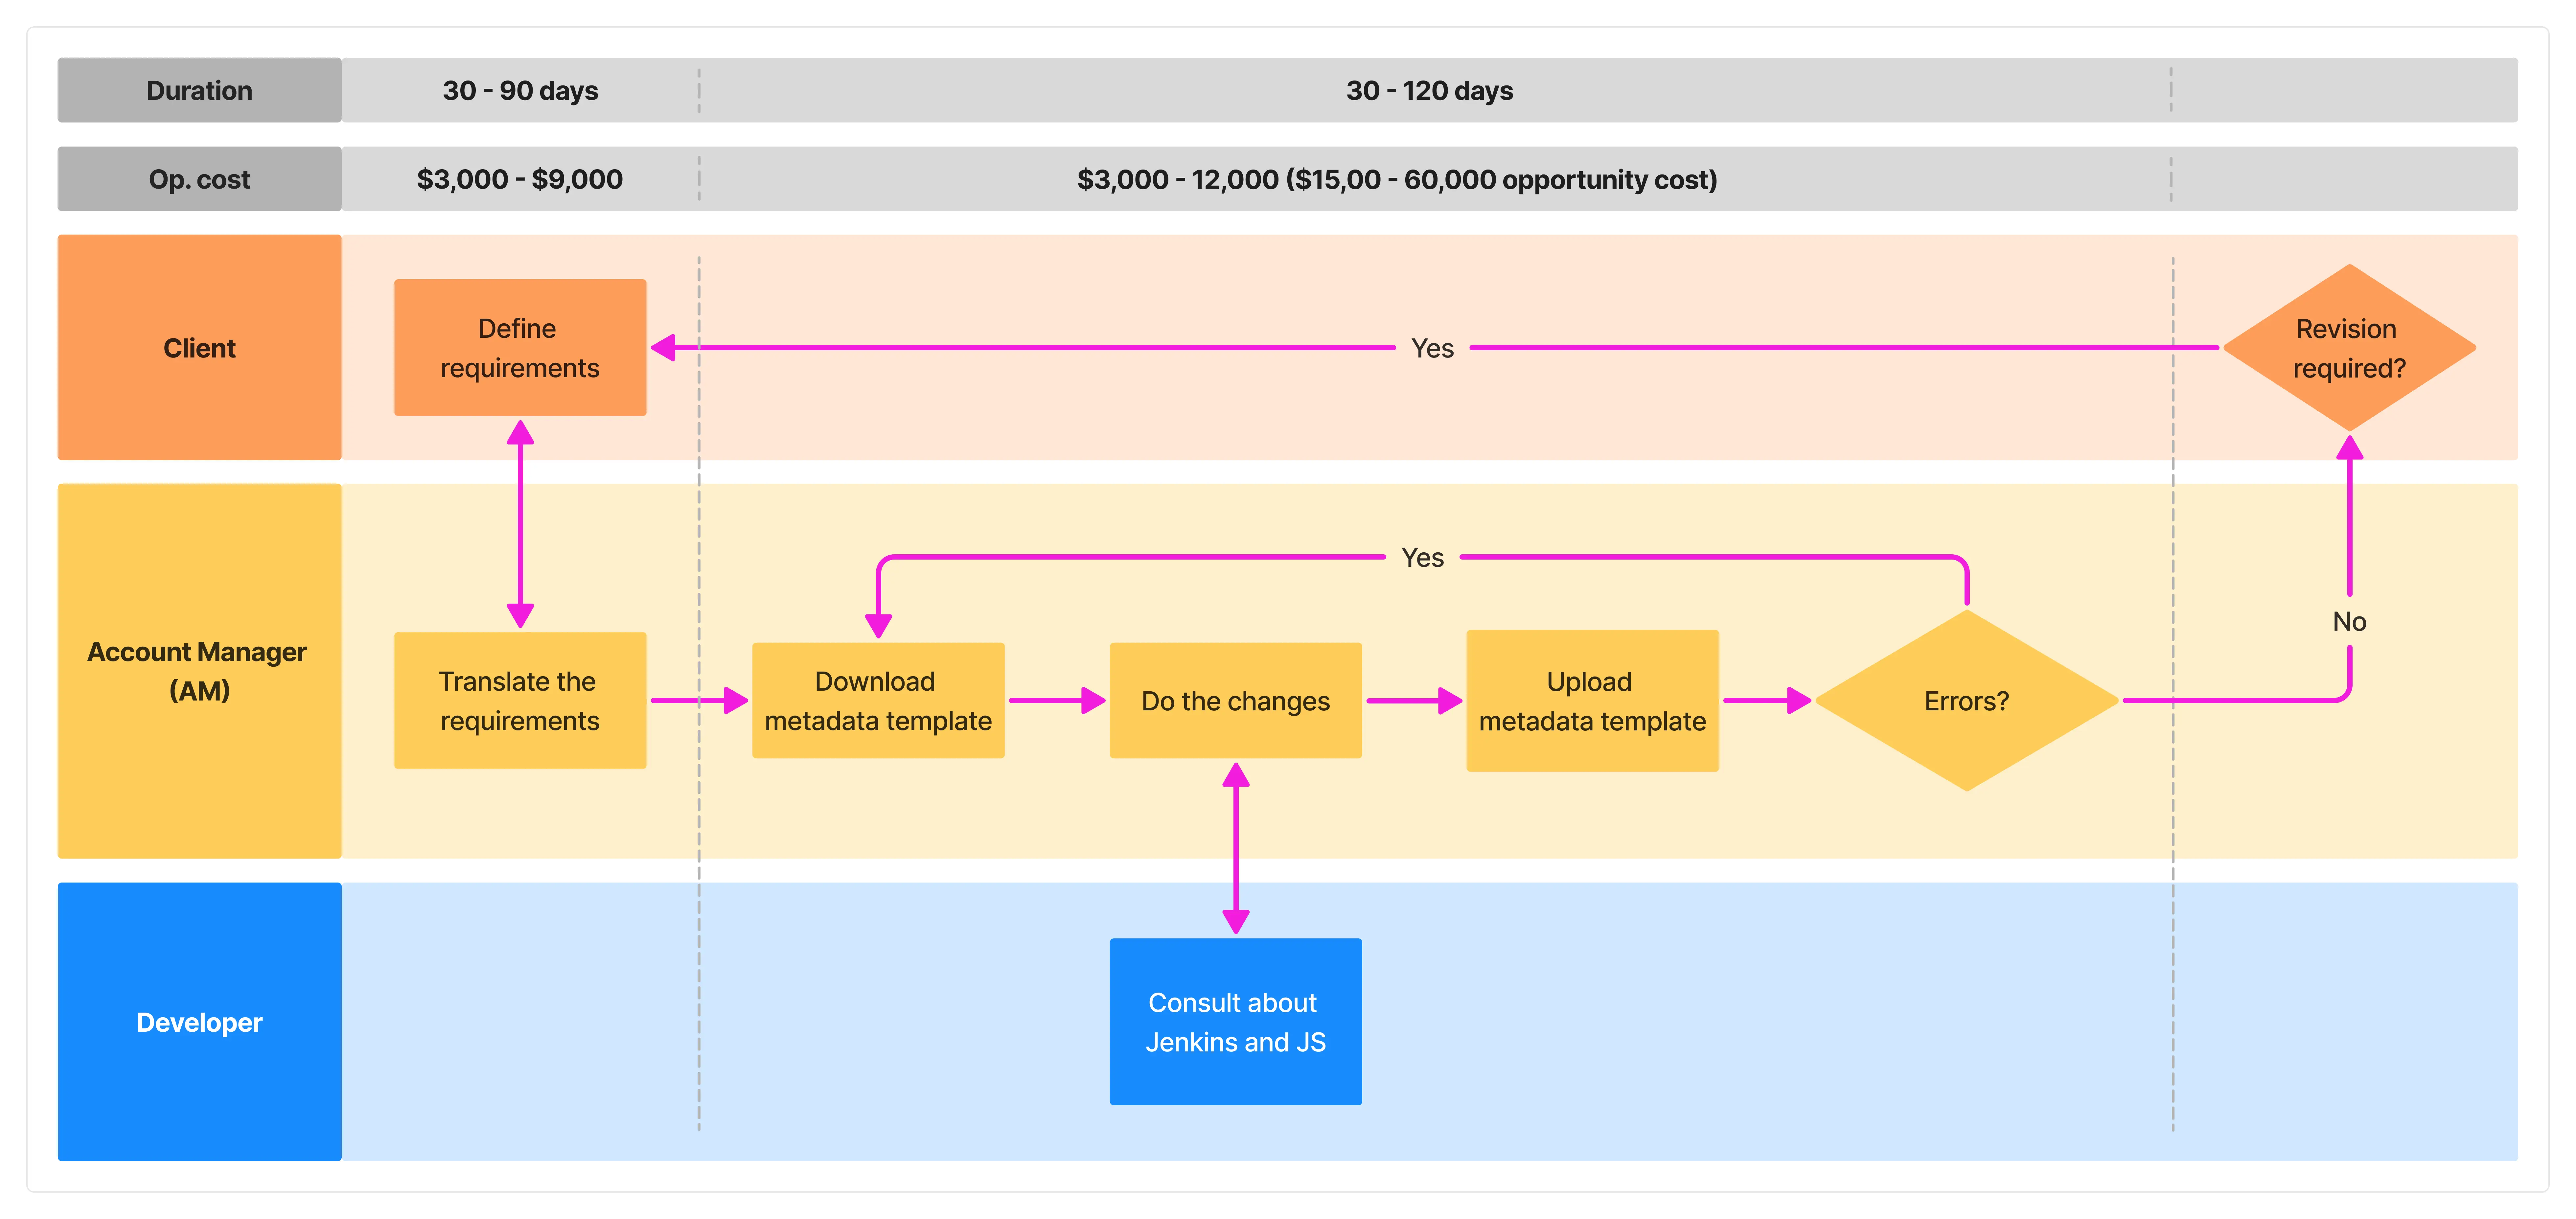 Duration
30 - 90 days
30 - 120 days
Op. cost
$3,000 - $9,000
$3,000 - 12,000 ($15,00 - 60,000 opportunity cost)
Client
Define
requirements
Yes
Revision
required?
Account Manager
(AM)
Yes
No
Translate the
requirements
Download
metadata template
Do the changes
Upload
metadata template
Errors?
Developer
Consult about
Jenkins and JS